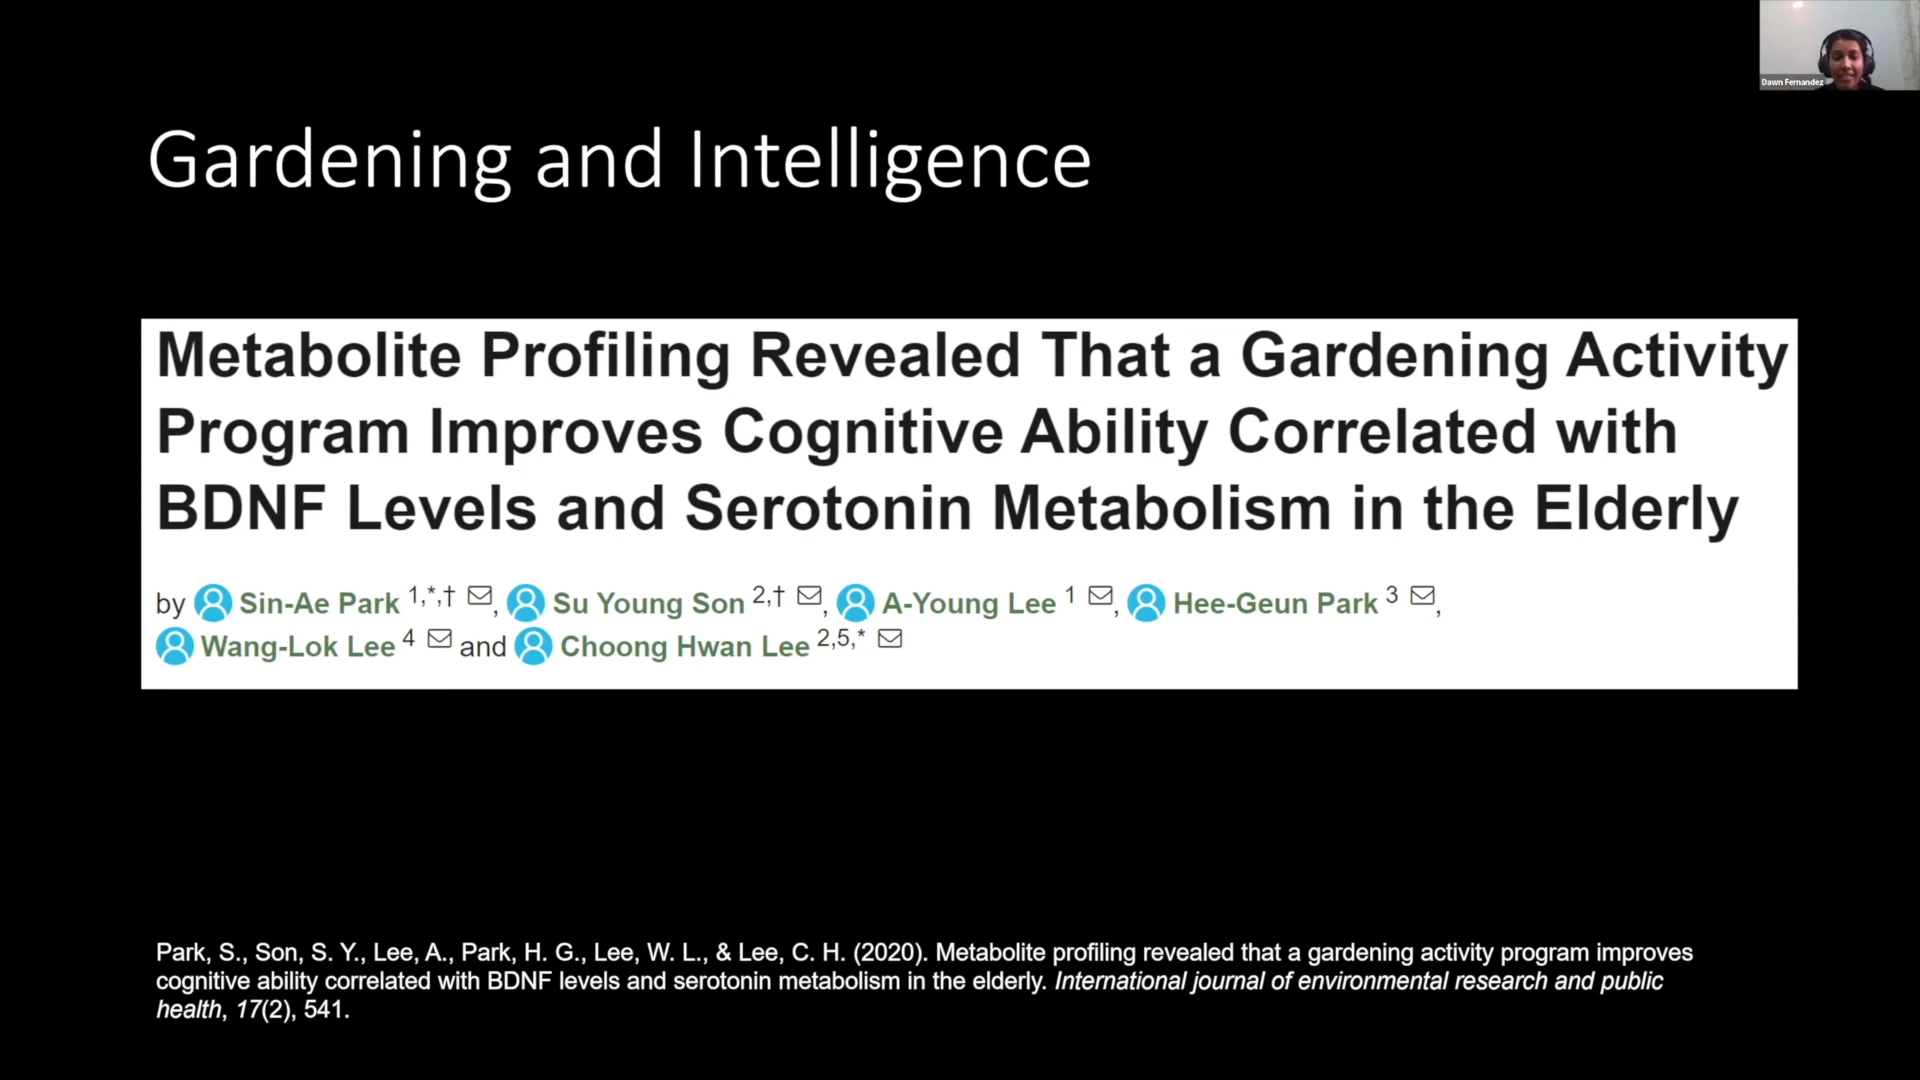 Dawn Fernandez
Gardening and Intelligence
Metabolite Profiling Revealed That a Gardening Activity
Program Improves Cognitive Ability Correlated with
BDNF Levels and Serotonin Metabolism in the Elderly
by Sin-Ae Park 1,*,†, Su Young Son 2,†, A-Young Lee 1, Hee-Geun Park 3,
Wang-Lok Lee 4 and Choong Hwan Lee 2,5,*
Park, S., Son, S. Y., Lee, A., Park, H. G., Lee, W. L., & Lee, C. H. (2020). Metabolite profiling revealed that a gardening activity program improves
cognitive ability correlated with BDNF levels and serotonin metabolism in the elderly. International journal of environmental research and public
health, 17(2), 541.